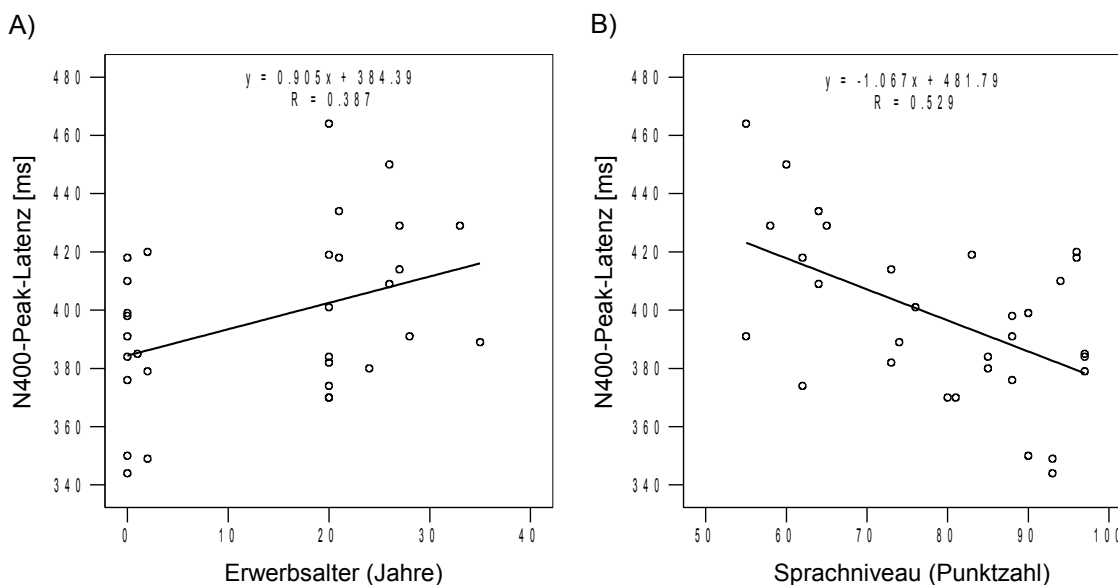 A)
y = 0.905x + 384.39
R = 0.387
480
460
440
420
400
380
360
340
N400-Peak-Latenz [ms]
0
10
20
30
40
Erwerbsalter (Jahre)
B)
y = -1.067x + 481.79
R = 0.529
480
460
440
420
400
380
360
340
N400-Peak-Latenz [ms]
50
60
70
80
90
100
Sprachniveau (Punktzahl)